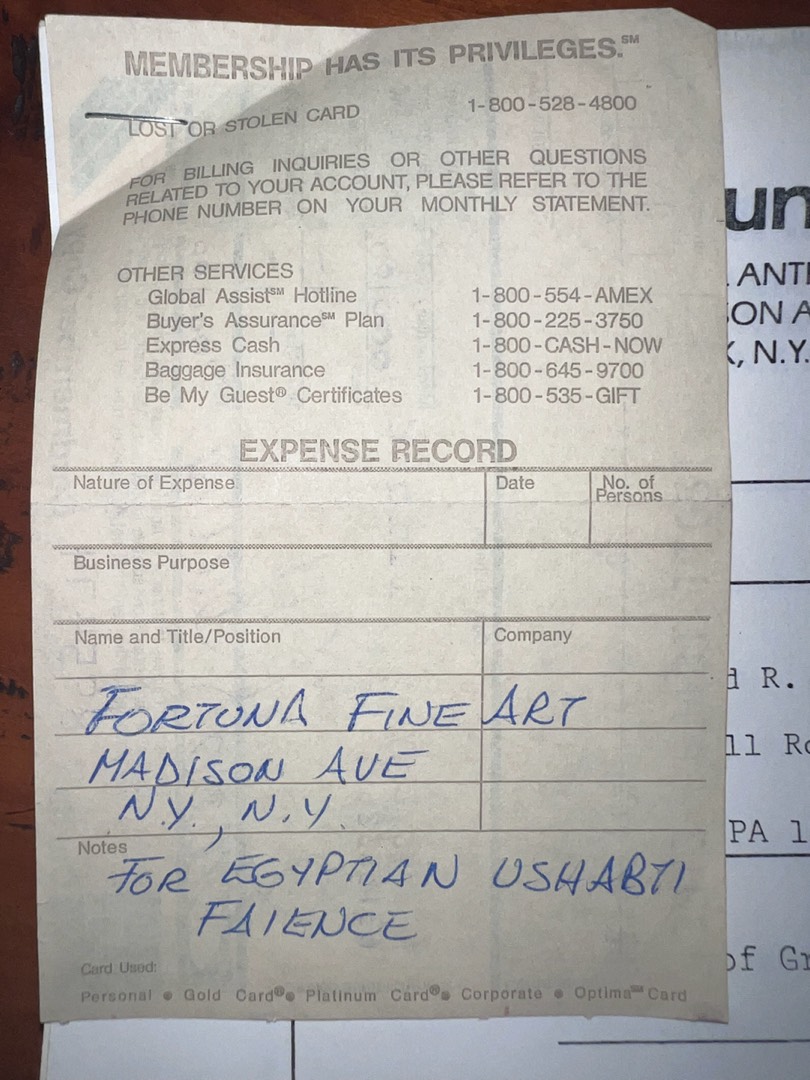 MEMBERSHIP HAS ITS PRIVILEGES.℠
LOST OR STOLEN CARD 1-800-528-4800
FOR BILLING INQUIRIES OR OTHER QUESTIONS
RELATED TO YOUR ACCOUNT, PLEASE REFER TO THE
PHONE NUMBER ON YOUR MONTHLY STATEMENT.
OTHER SERVICES
Global Assist℠ Hotline 1-800-554-AMEX
Buyer's Assurance℠ Plan 1-800-225-3750
Express Cash 1-800-CASH-NOW
Baggage Insurance 1-800-645-9700
Be My Guest® Certificates 1-800-535-GIFT
EXPENSE RECORD
Nature of Expense Date No. of Persons
Business Purpose
Name and Title/Position Company
FORTUNA FINE ART
MADISON AVE
N.Y., N.Y.
Notes
FOR EGYPTIAN USHABTI
FAIENCE
Card Used:
Personal • Gold Card® • Platinum Card® • Corporate • Optima℠ Card
un
ANTI
ON A
, N.Y.
d R.
ll Ro
PA 1
of Gr